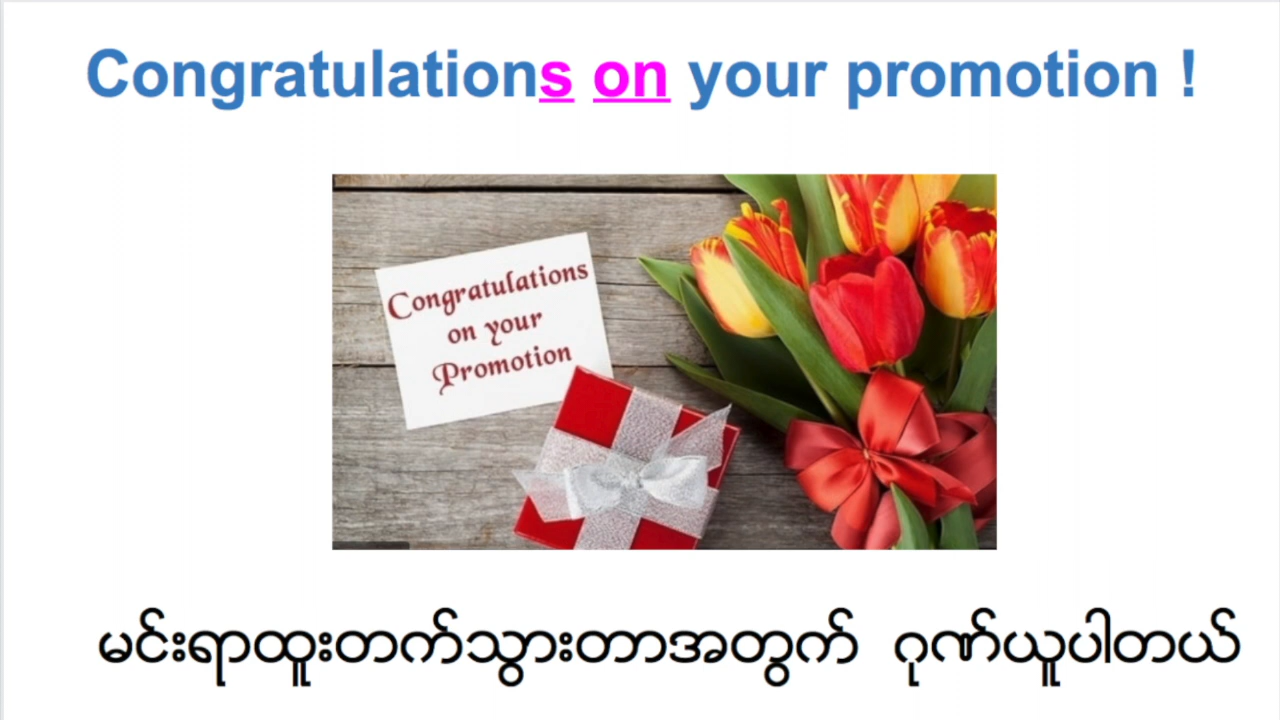 Congratulations on your promotion !
Congratulations
on your
Promotion
မင်းရာထူးတက်သွားတာအတွက် ဂုဏ်ယူပါတယ်